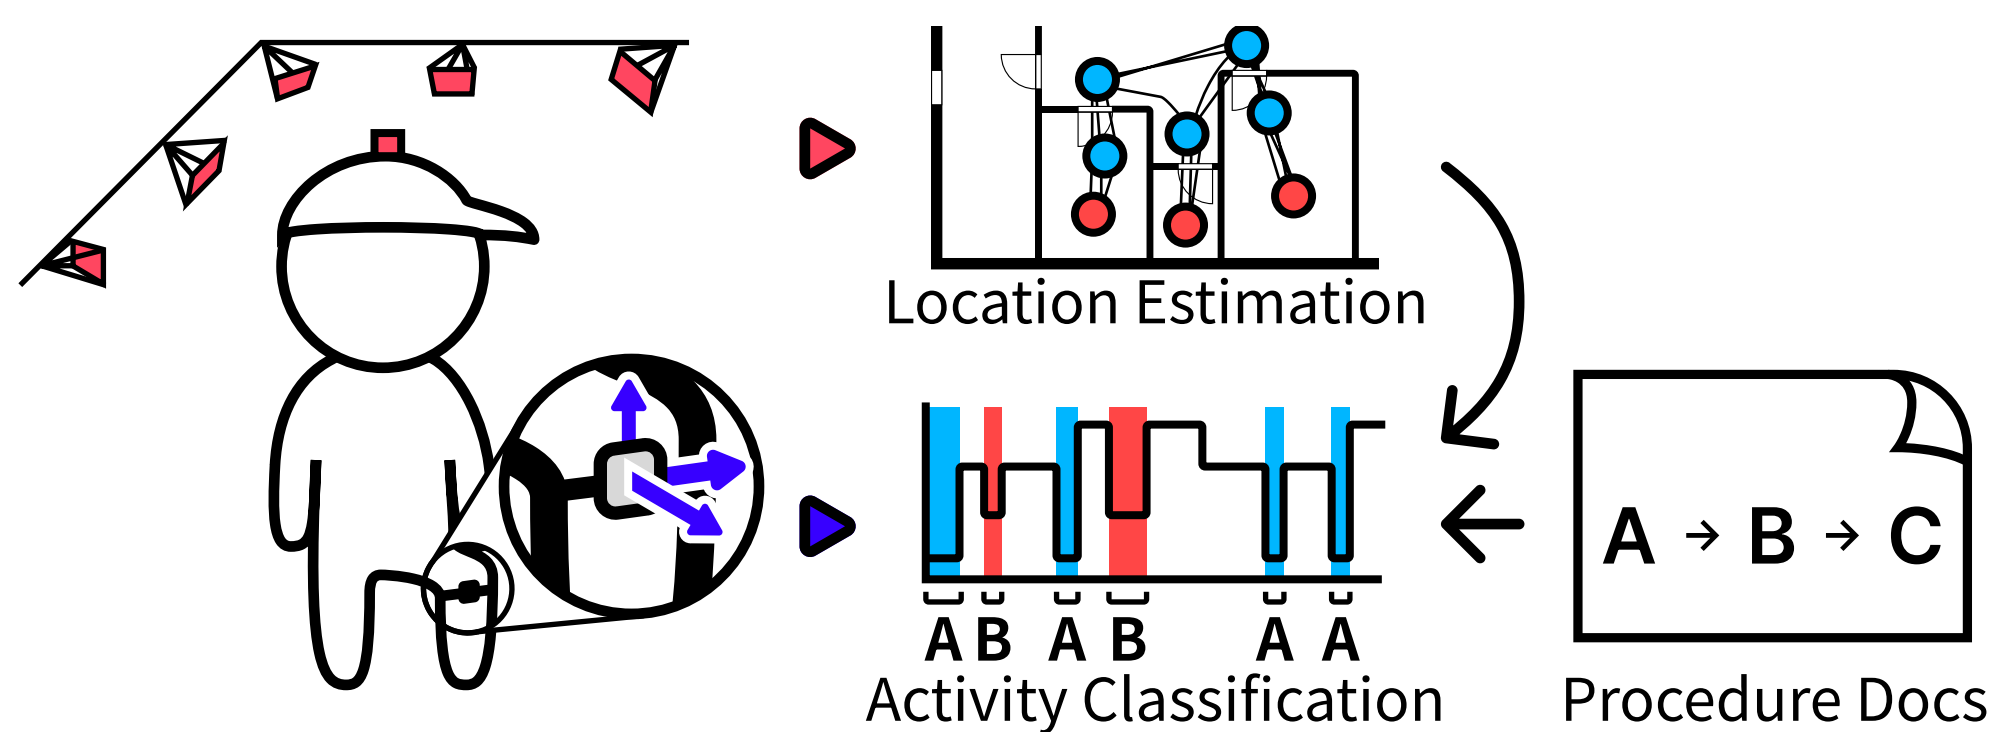 Location Estimation
A B A B A A
Activity Classification
A → B → C
Procedure Docs